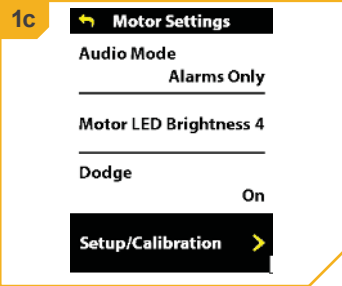 1c
Motor Settings
Audio Mode
Alarms Only
Motor LED Brightness 4
Dodge
On
Setup/Calibration >